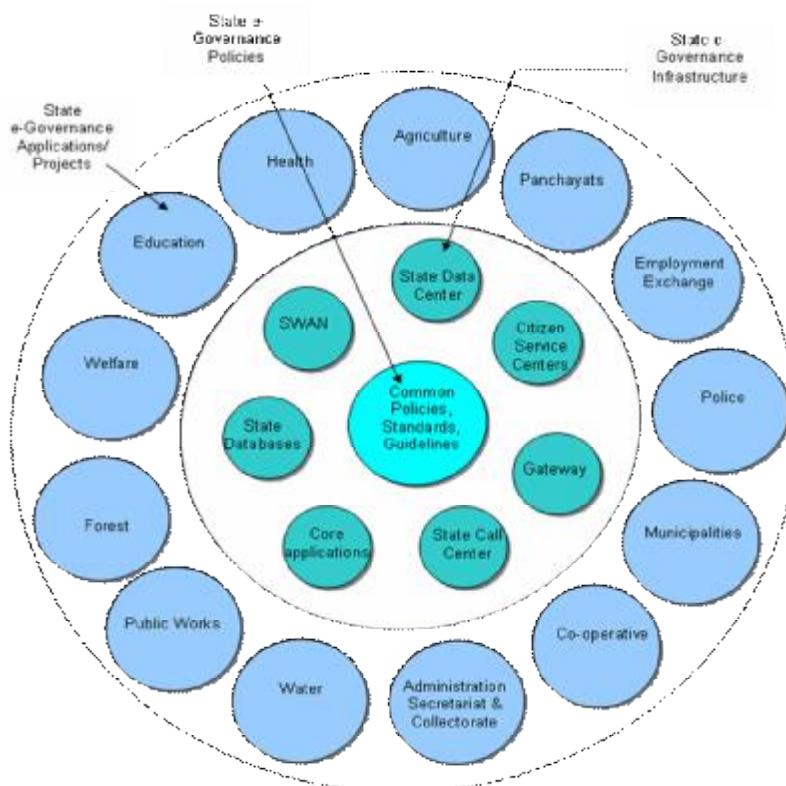 State e-
Governance
Policies
State e
Governance
Infrastructure
State
e-Governance
Applications/
Projects
Health
Agriculture
Panchayats
Education
Employment
Exchange
Welfare
Police
Forest
Municipalities
Public Works
Co-operative
Water
Administration
Secretariat &
Collectorate
State Data
Center
SWAN
Citizen
Service
Centers
State
Databases
Gateway
Core
applications
State Call
Center
Common
Policies,
Standards,
Guidelines